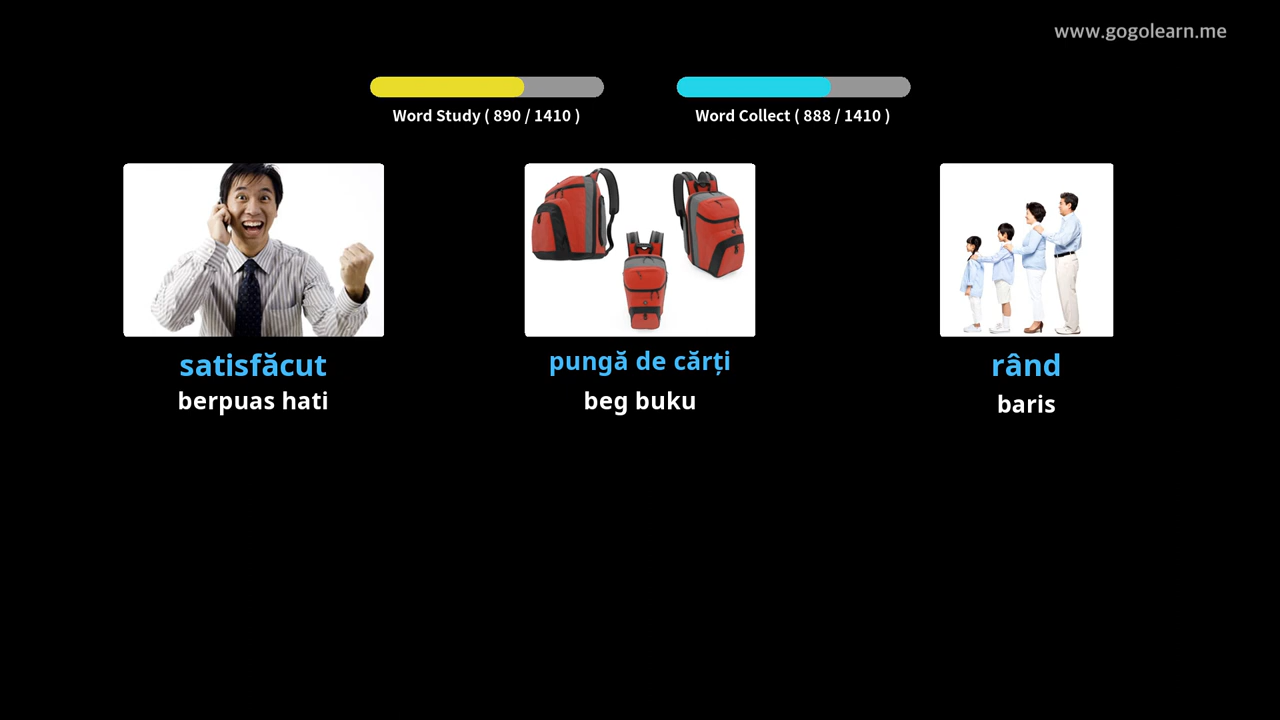 www.gogolearn.me
Word Study ( 890 / 1410 )
Word Collect ( 888 / 1410 )
satisfăcut
berpuas hati
pungă de cărți
beg buku
rând
baris